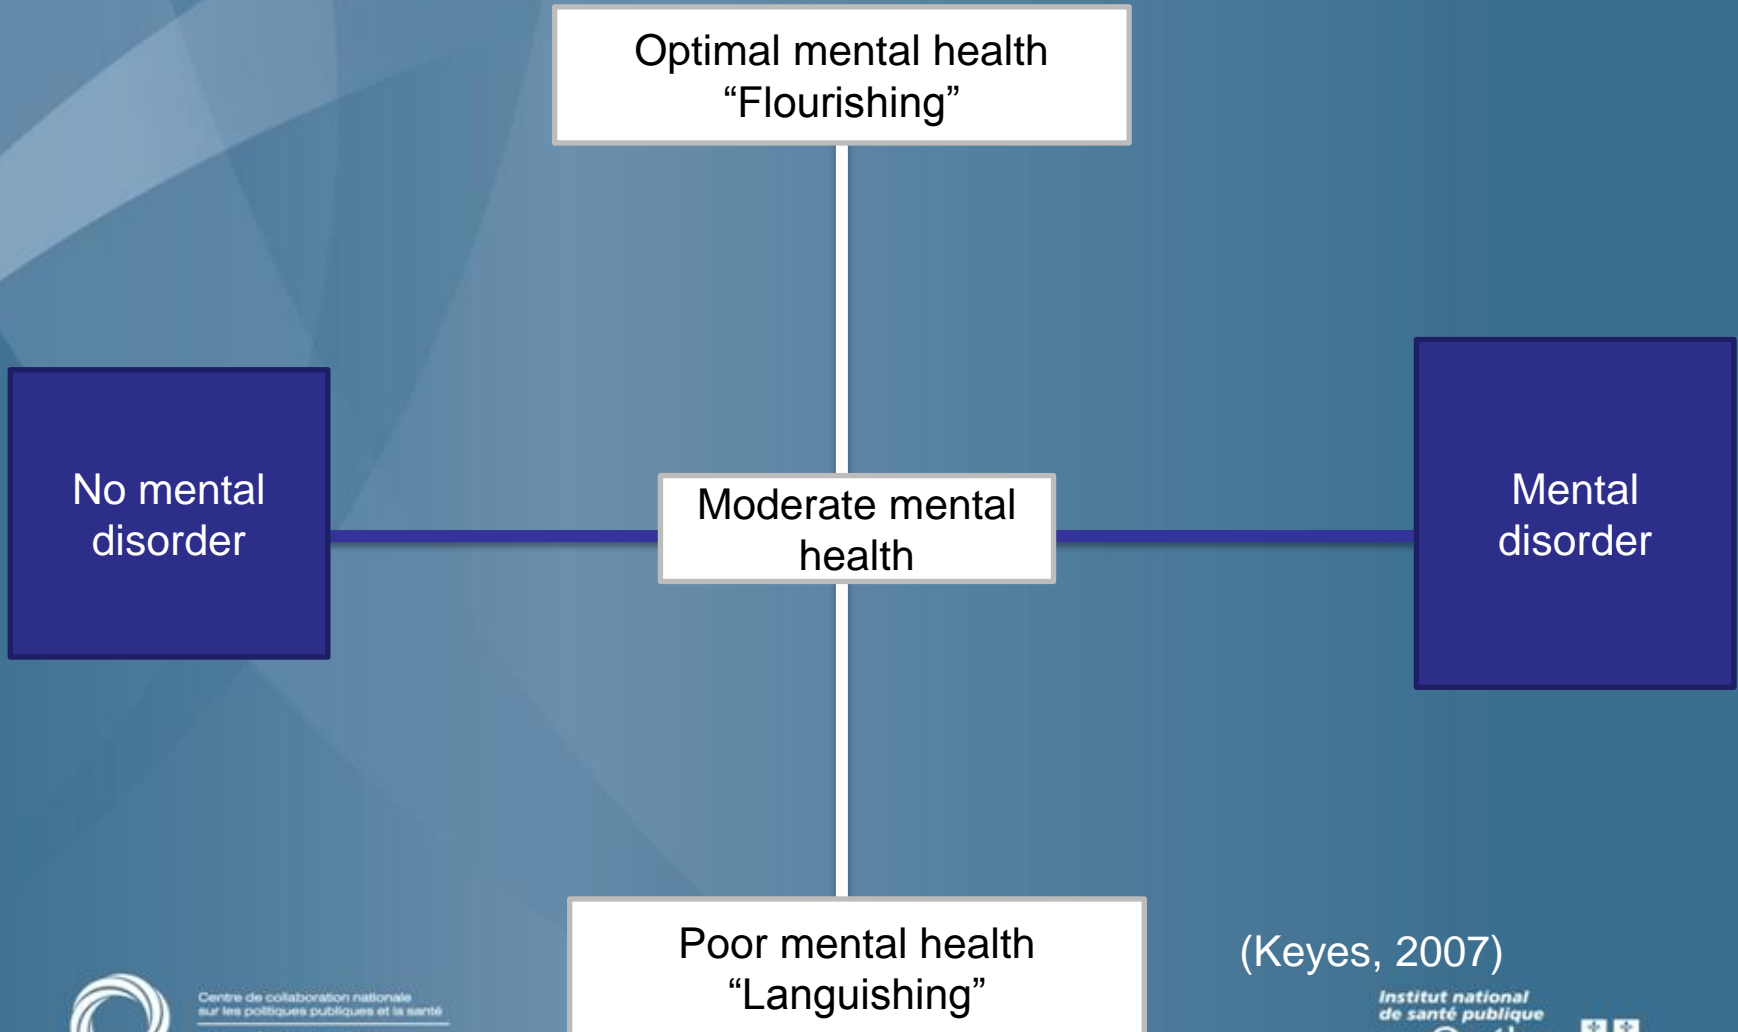 Optimal mental health
“Flourishing”
No mental
disorder
Moderate mental
health
Mental
disorder
Poor mental health
“Languishing”
(Keyes, 2007)
Centre de collaboration nationale
sur les politiques publiques et la santé
Institut national
de santé publique